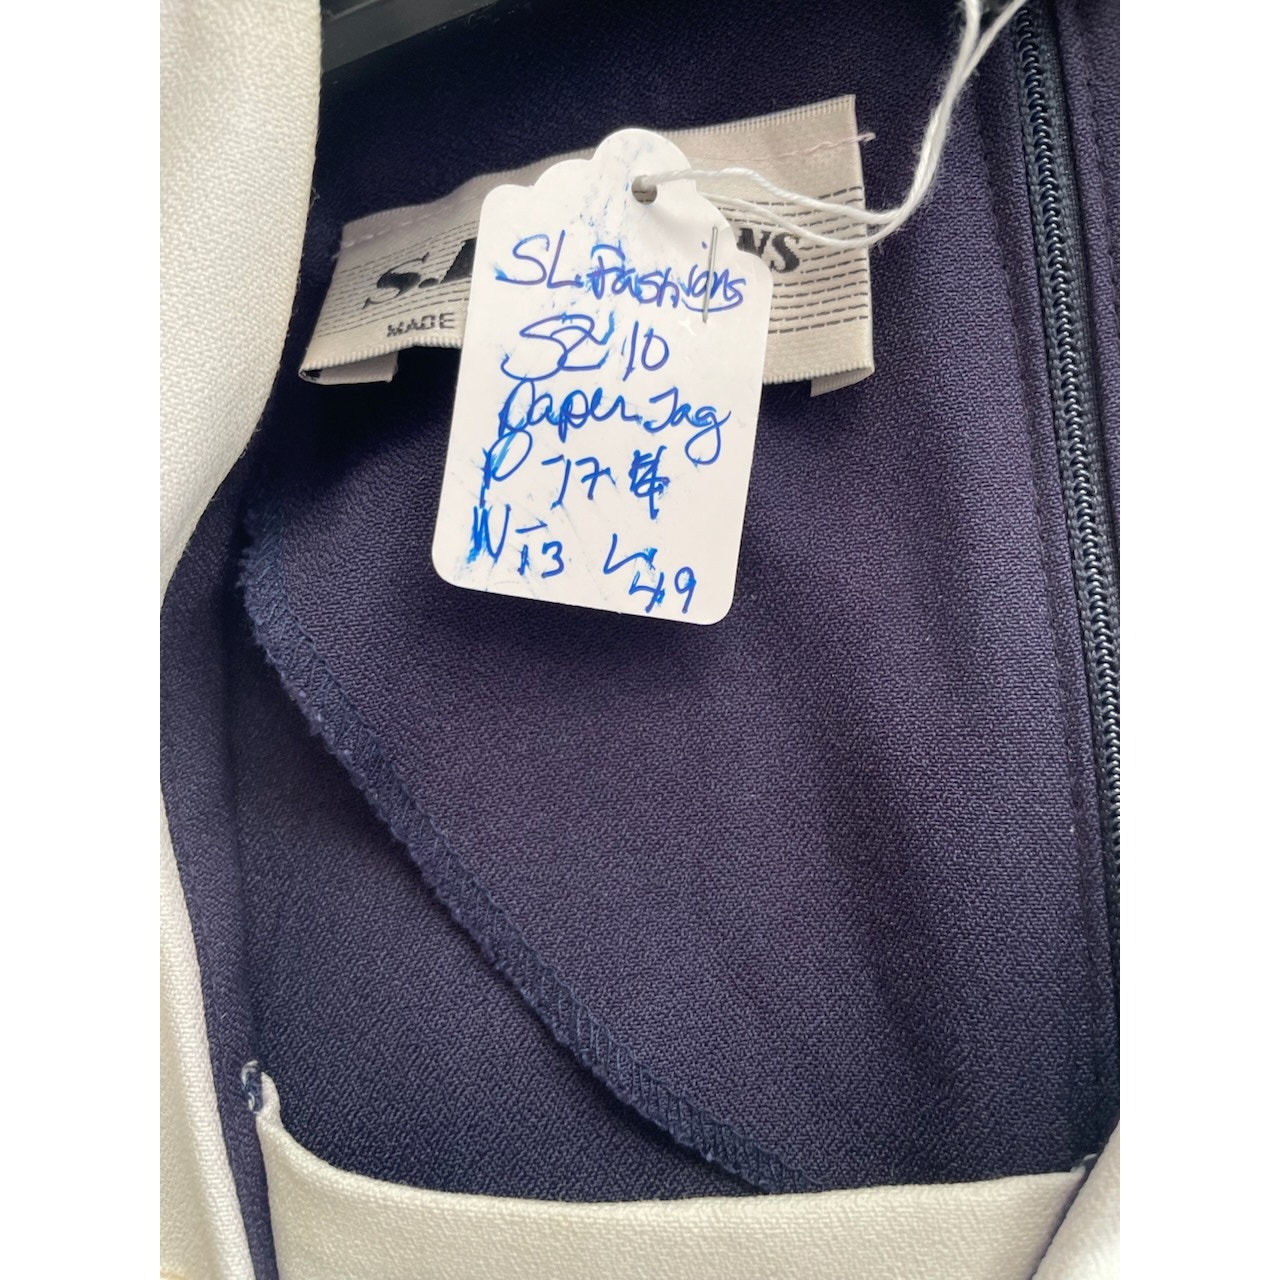 S.L. NS
MADE
SL Fashions
SZ 10
Paper Tag
P 17
W 13 L 49